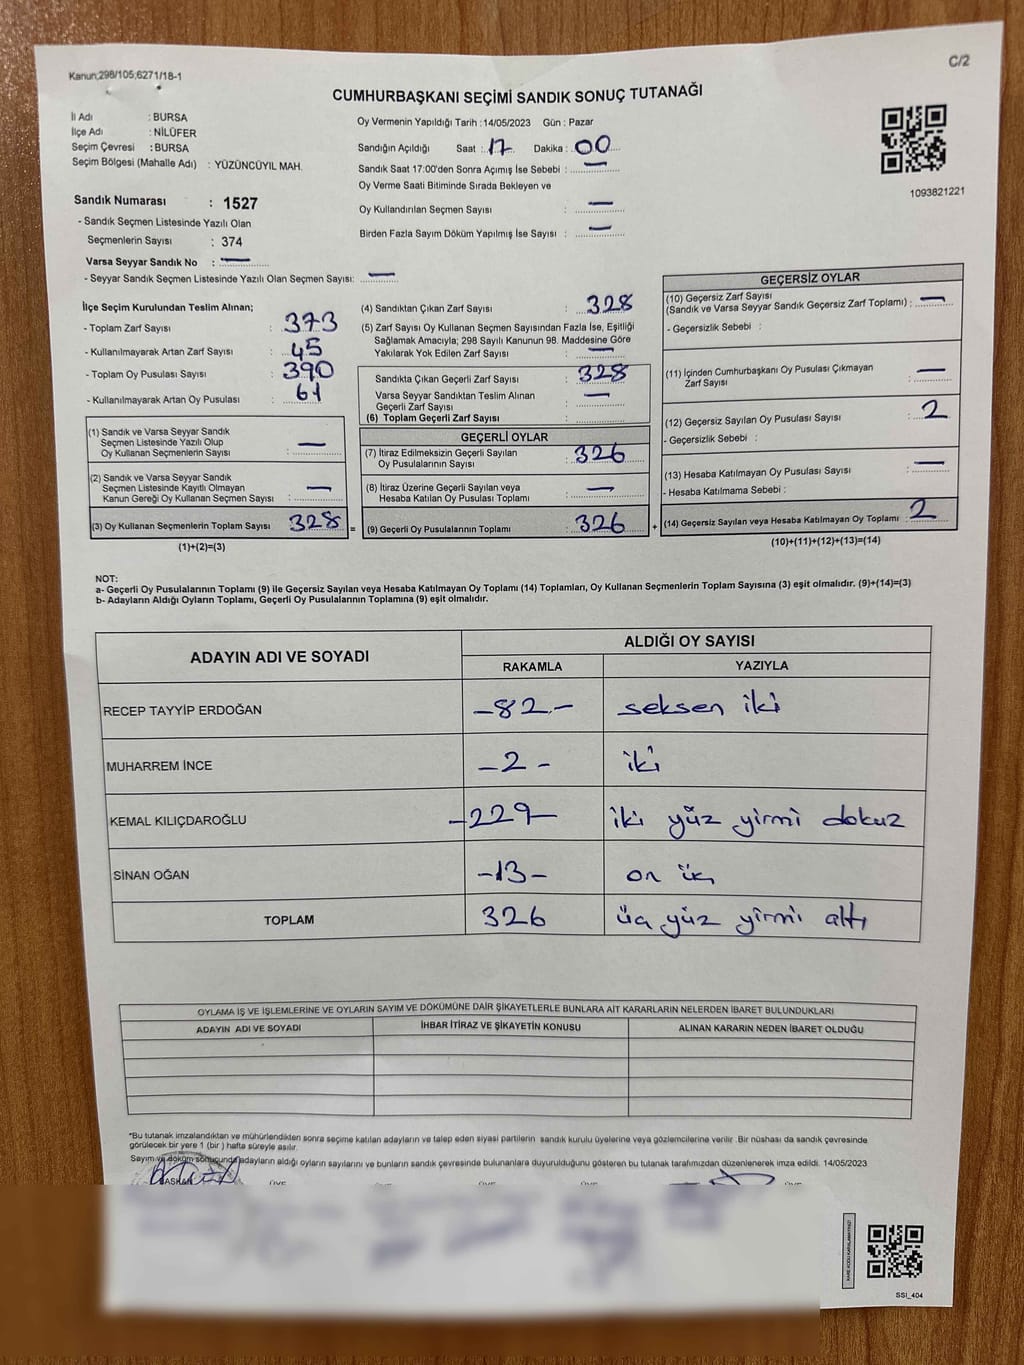 Kanun;298/105;6271/18-1
C/2
CUMHURBAŞKANI SEÇİMİ SANDIK SONUÇ TUTANAĞI
İl Adı : BURSA
İlçe Adı : NİLÜFER
Seçim Çevresi : BURSA
Seçim Bölgesi (Mahalle Adı) : YÜZÜNCÜYIL MAH.
Sandık Numarası : 1527
- Sandık Seçmen Listesinde Yazılı Olan
Seçmenlerin Sayısı : 374
Varsa Seyyar Sandık No : —
- Seyyar Sandık Seçmen Listesinde Yazılı Olan Seçmen Sayısı: —
Oy Vermenin Yapıldığı Tarih :14/05/2023 Gün : Pazar
Sandığın Açıldığı Saat : 17 Dakika : 00
Sandık Saat 17:00'den Sonra Açımış İse Sebebi : —
Oy Verme Saati Bitiminde Sırada Bekleyen ve
Oy Kullandırılan Seçmen Sayısı : —
Birden Fazla Sayım Döküm Yapılmış İse Sayısı : —
1093821221
İlçe Seçim Kurulundan Teslim Alınan;
- Toplam Zarf Sayısı : 373
- Kullanılmayarak Artan Zarf Sayısı : 45
- Toplam Oy Pusulası Sayısı : 390
- Kullanılmayarak Artan Oy Pusulası : 61
(1) Sandık ve Varsa Seyyar Sandık
Seçmen Listesinde Yazılı Olup
Oy Kullanan Seçmenlerin Sayısı : —
(2) Sandık ve Varsa Seyyar Sandık
Seçmen Listesinde Kayıtlı Olmayan
Kanun Gereği Oy Kullanan Seçmen Sayısı : —
(3) Oy Kullanan Seçmenlerin Toplam Sayısı 328 =
(1)+(2)=(3)
(4) Sandıktan Çıkan Zarf Sayısı : 328
(5) Zarf Sayısı Oy Kullanan Seçmen Sayısından Fazla İse, Eşitliği
Sağlamak Amacıyla; 298 Sayılı Kanunun 98. Maddesine Göre
Yakılarak Yok Edilen Zarf Sayısı : —
Sandıkta Çıkan Geçerli Zarf Sayısı : 328
Varsa Seyyar Sandıktan Teslim Alınan
Geçerli Zarf Sayısı : —
(6) Toplam Geçerli Zarf Sayısı :
GEÇERLİ OYLAR
(7) İtiraz Edilmeksizin Geçerli Sayılan
Oy Pusulalarının Sayısı : 326
(8) İtiraz Üzerine Geçerli Sayılan veya
Hesaba Katılan Oy Pusulası Toplamı : —
(9) Geçerli Oy Pusulalarının Toplamı : 326 +
GEÇERSİZ OYLAR
(10) Geçersiz Zarf Sayısı
(Sandık ve Varsa Seyyar Sandık Geçersiz Zarf Toplamı) : —
- Geçersizlik Sebebi :
(11) İçinden Cumhurbaşkanı Oy Pusulası Çıkmayan
Zarf Sayısı : —
(12) Geçersiz Sayılan Oy Pusulası Sayısı : 2
- Geçersizlik Sebebi :
(13) Hesaba Katılmayan Oy Pusulası Sayısı : —
- Hesaba Katılmama Sebebi :
(14) Geçersiz Sayılan veya Hesaba Katılmayan Oy Toplamı : 2
(10)+(11)+(12)+(13)=(14)
NOT:
a- Geçerli Oy Pusulalarının Toplamı (9) ile Geçersiz Sayılan veya Hesaba Katılmayan Oy Toplamı (14) Toplamları, Oy Kullanan Seçmenlerin Toplam Sayısına (3) eşit olmalıdır. (9)+(14)=(3)
b- Adayların Aldığı Oyların Toplamı, Geçerli Oy Pusulalarının Toplamına (9) eşit olmalıdır.
ADAYIN ADI VE SOYADI
ALDIĞI OY SAYISI
RAKAMLA YAZIYLA
RECEP TAYYİP ERDOĞAN -82.- seksen iki
MUHARREM İNCE -2- iki
KEMAL KILIÇDAROĞLU -229- iki yüz yirmi dokuz
SİNAN OĞAN -13- on üç
TOPLAM 326 üç yüz yirmi altı
OYLAMA İŞ VE İŞLEMLERİNE VE OYLARIN SAYIM VE DÖKÜMÜNE DAİR ŞİKAYETLERLE BUNLARA AİT KARARLARIN NELERDEN İBARET BULUNDUKLARI
ADAYIN ADI VE SOYADI İHBAR İTİRAZ VE ŞİKAYETİN KONUSU ALINAN KARARIN NEDEN İBARET OLDUĞU
*Bu tutanak imzalandıktan ve mühürlendikten sonra seçime katılan adayların ve talep eden siyasi partilerin sandık kurulu üyelerine veya gözlemcilerine verilir. Bir nüshası da sandık çevresinde
görülecek bir yere 1 (bir ) hafta süreyle asılır.
Sayım ve döküm sonucunda adayların aldığı oyların sayılarını ve bunların sandık çevresinde bulunanlara duyurulduğunu gösteren bu tutanak tarafımızdan düzenlenerek imza edildi. 14/05/2023
BAŞKAN ÜYE ÜYE ÜYE ÜYE
SSI_404